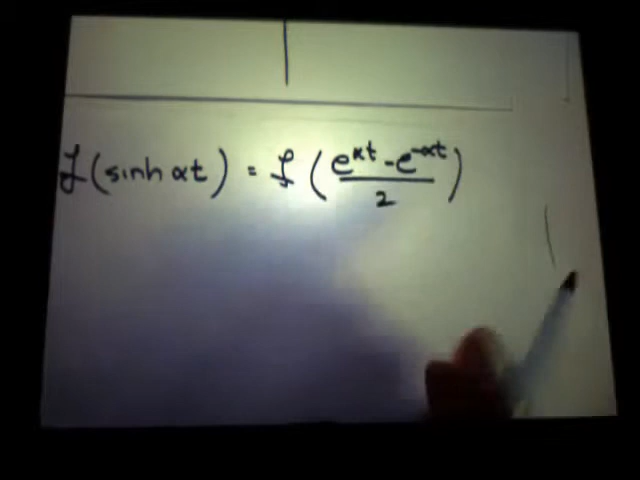 ℒ(sinh αt) = ℒ((e^αt - e^-αt)/2)